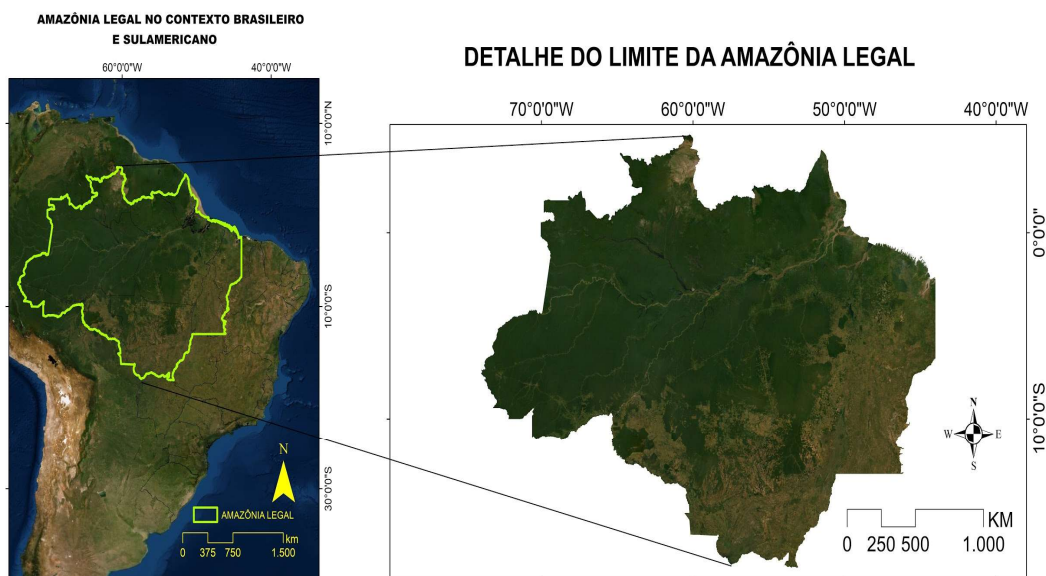 AMAZÔNIA LEGAL NO CONTEXTO BRASILEIRO
E SULAMERICANO
60°0'0"W 40°0'0"W
10°0'0"N
10°0'0"S
30°0'0"S
N
AMAZÔNIA LEGAL
km
0 375 750 1.500
DETALHE DO LIMITE DA AMAZÔNIA LEGAL
70°0'0"W 60°0'0"W 50°0'0"W 40°0'0"W
0°0'0"
10°0'0"S
N
W E
S
KM
0 250 500 1.000